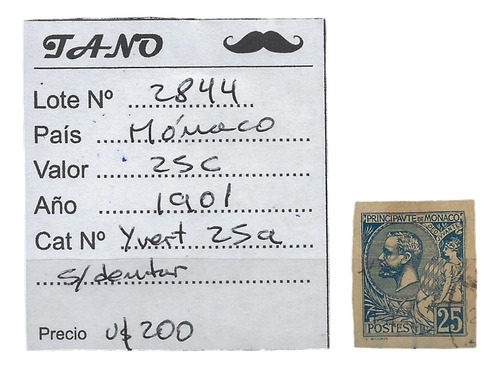 TANO
Lote Nº 2844
País Mónaco
Valor 25c
Año 1901
Cat Nº Yvert 25a
s/dentar
Precio U$ 200
PRINCIPAUTE DE MONACO
POSTES 25